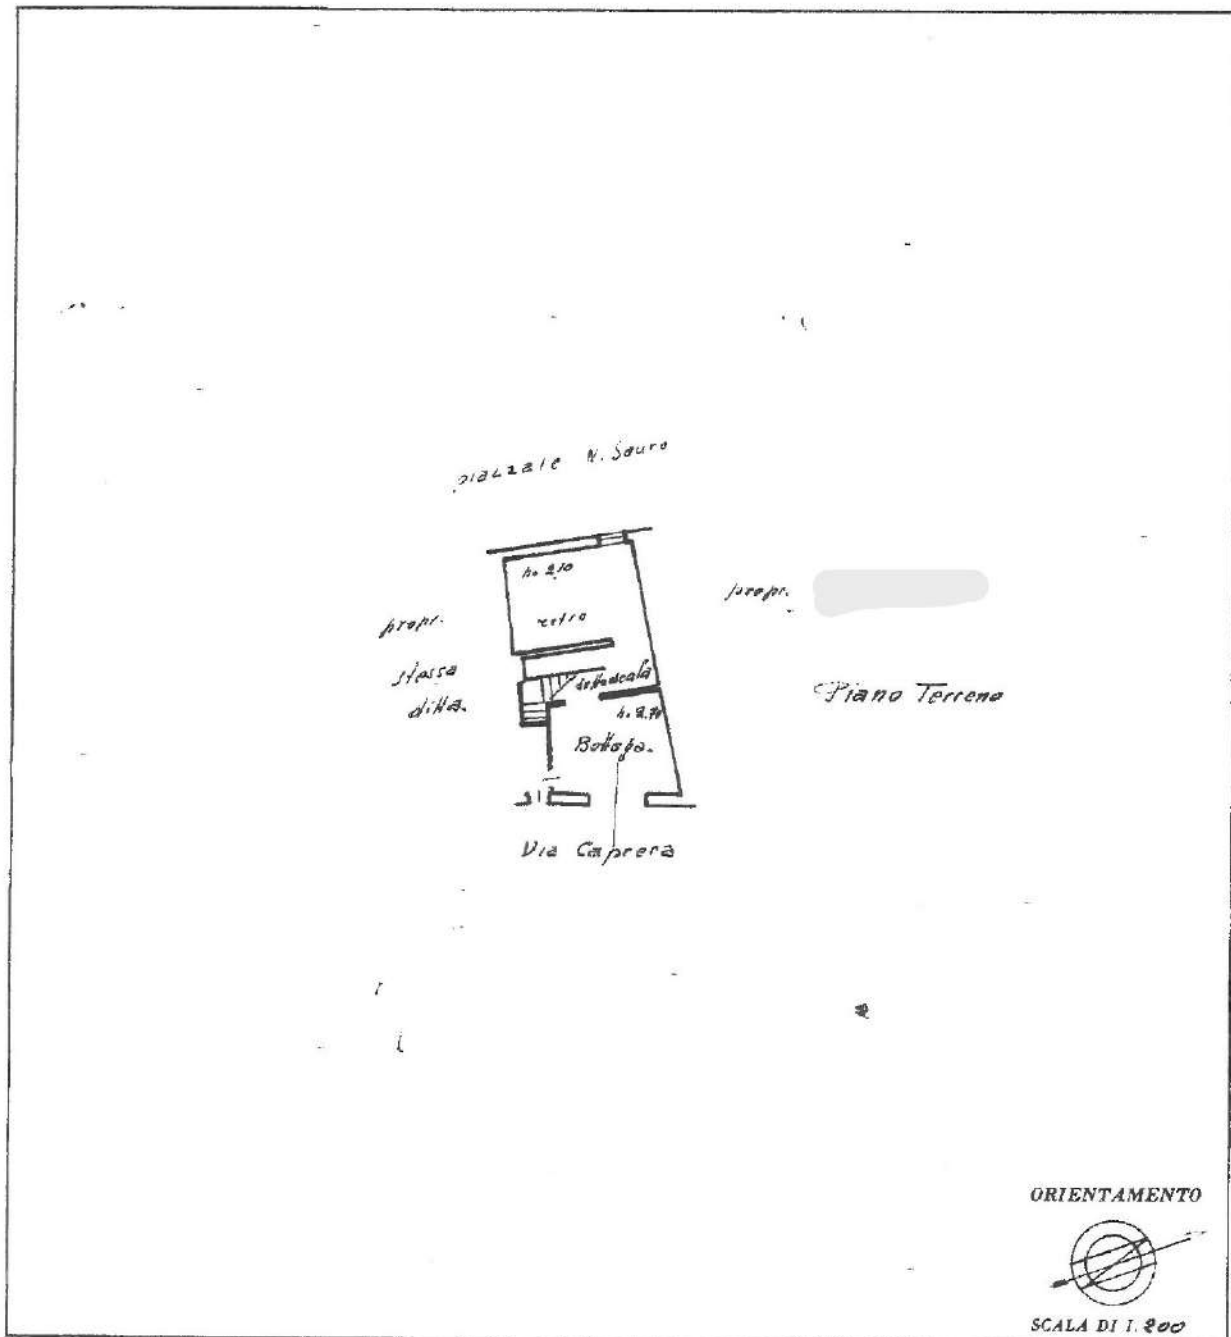 piazzale N. Sauro
h. 2,10
retro
propr.
stessa
ditta.
propr.
Piano Terreno
sottoscala
h. 2.70
Bottega.
Via Caprera
ORIENTAMENTO
SCALA DI 1. 200